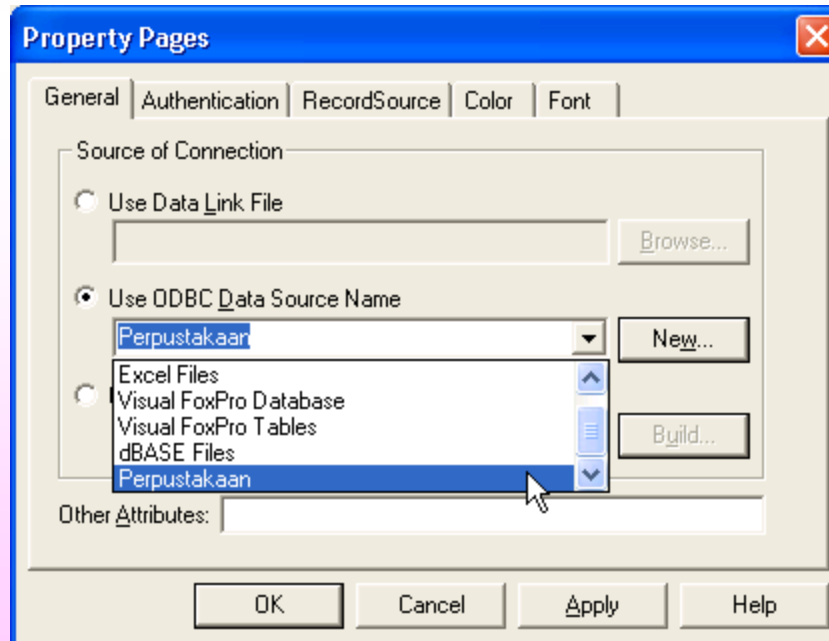 Property Pages
General Authentication RecordSource Color Font
Source of Connection
Use Data Link File
Browse...
Use ODBC Data Source Name
Perpustakaan
New...
Excel Files
Visual FoxPro Database
Visual FoxPro Tables
dBASE Files
Perpustakaan
Build...
Other Attributes:
OK Cancel Apply Help